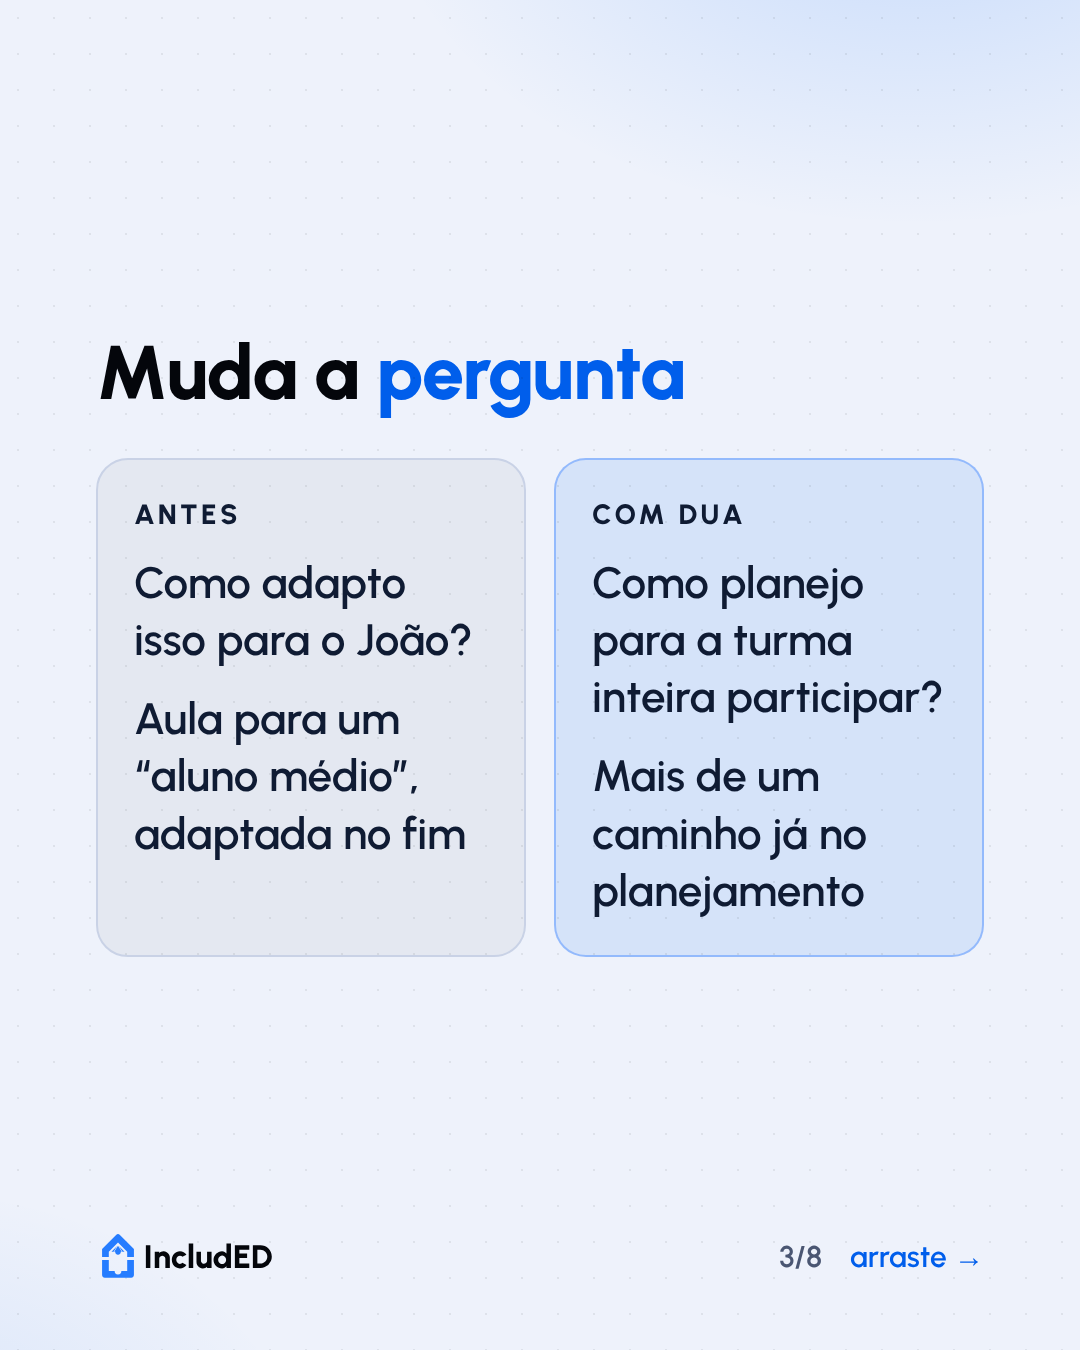 Muda a pergunta
ANTES
Como adapto
isso para o João?
Aula para um
“aluno médio”,
adaptada no fim
COM DUA
Como planejo
para a turma
inteira participar?
Mais de um
caminho já no
planejamento
IncludED
3/8 arraste →